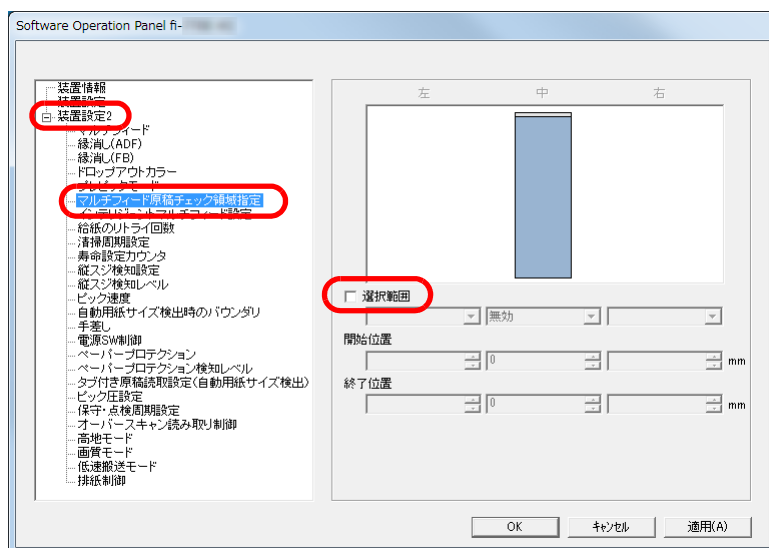 Software Operation Panel fi-
装置情報
装置設定
装置設定2
マルチフィード
縁消し(ADF)
縁消し(FB)
ドロップアウトカラー
プレピックモード
マルチフィード原稿チェック領域指定
インテリジェントマルチフィード設定
給紙のリトライ回数
清掃周期設定
寿命設定カウンタ
縦スジ検知設定
縦スジ検知レベル
ピック速度
自動用紙サイズ検出時のバウンダリ
手差し
電源SW制御
ペーパープロテクション
ペーパープロテクション検知レベル
タブ付き原稿読取設定(自動用紙サイズ検出)
ピック圧設定
保守・点検周期設定
オーバースキャン読み取り制御
高地モード
画質モード
低速搬送モード
排紙制御
左 中 右
選択範囲
無効
開始位置
0 mm
終了位置
0 mm
OK キャンセル 適用(A)